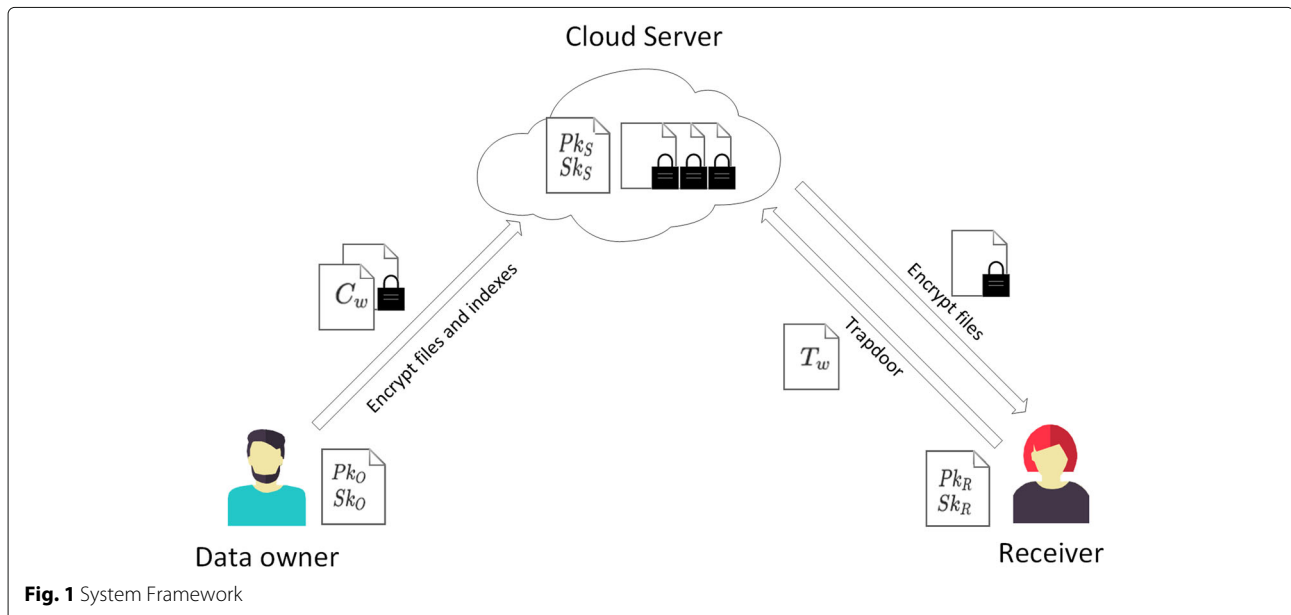 Cloud Server
Pk_S
Sk_S
C_w
Encrypt files and indexes
Encrypt files
Trapdoor
T_w
Pk_O
Sk_O
Pk_R
Sk_R
Data owner
Receiver
Fig. 1 System Framework